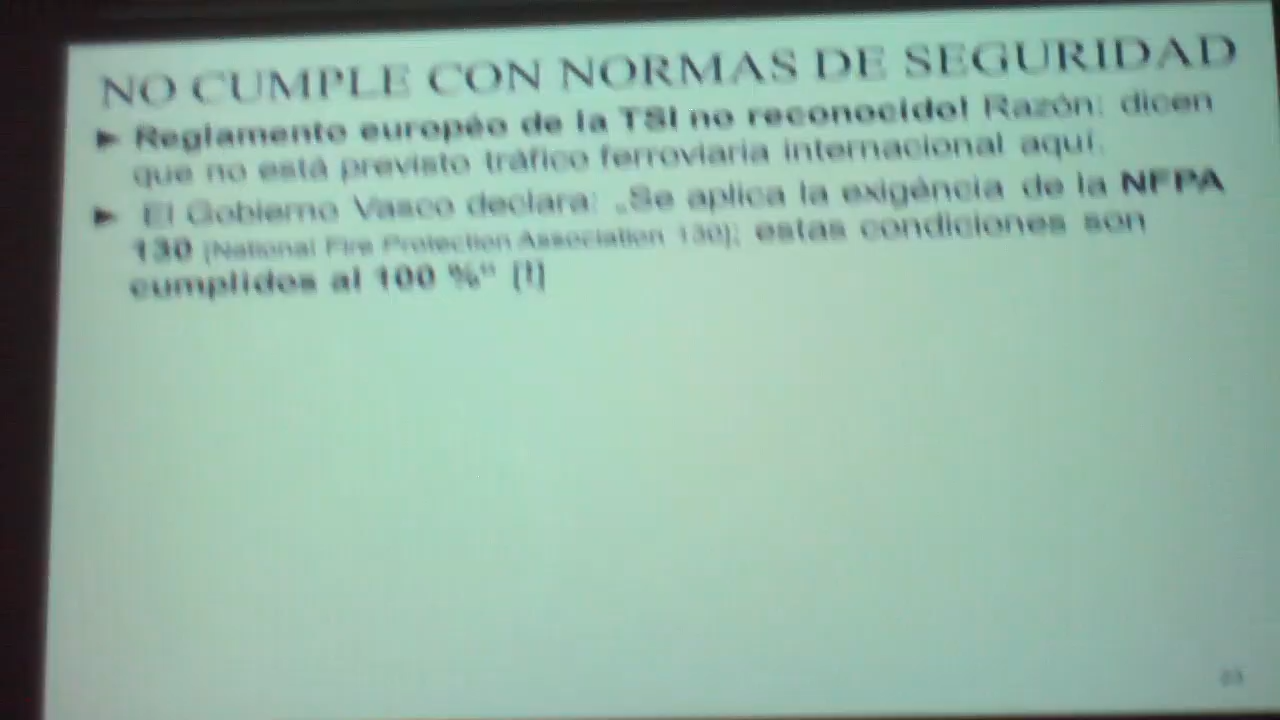 NO CUMPLE CON NORMAS DE SEGURIDAD
► Reglamento européo de la TSI no reconocido! Razón: dicen
que no está previsto tráfico ferroviaria internacional aquí.
► El Gobierno Vasco declara: „Se aplica la exigéncia de la NFPA
130 [National Fire Protection Association 130]; estas condiciones son
cumplidos al 100 %“ [!]